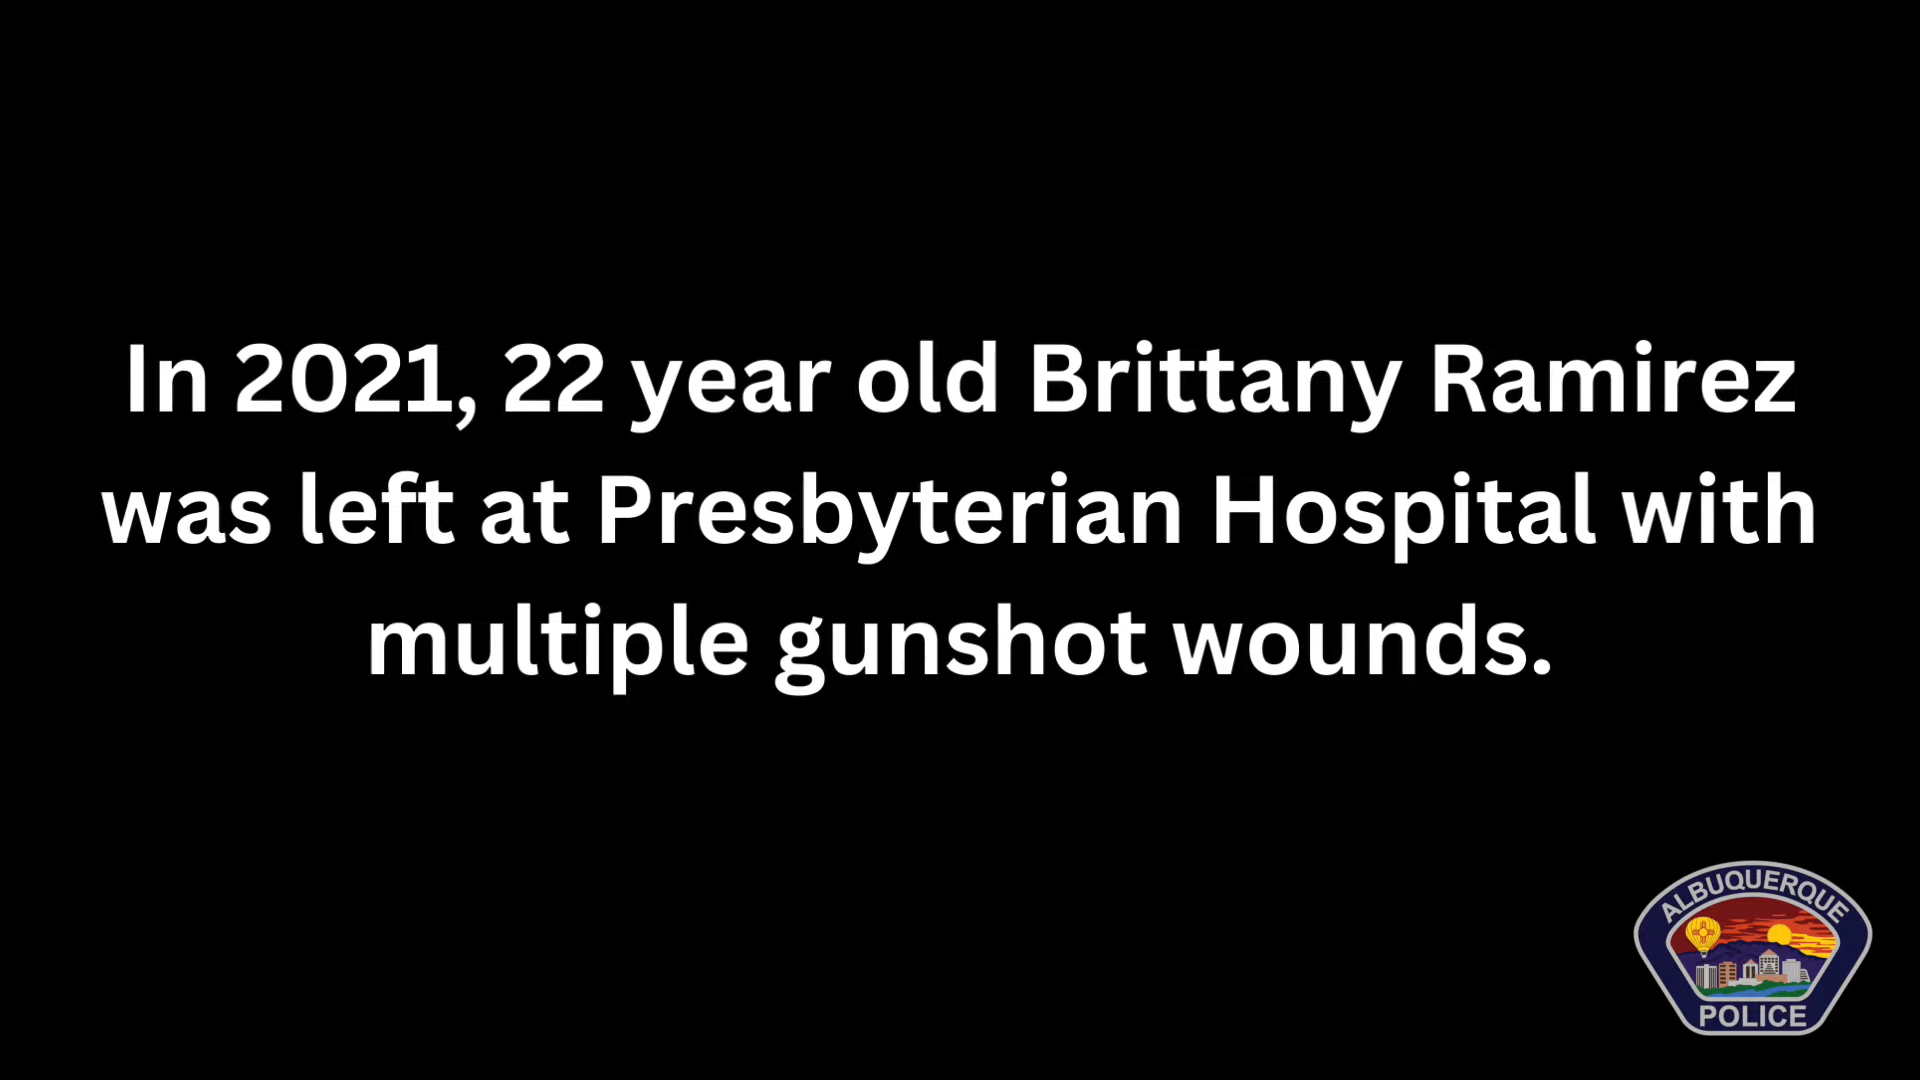 In 2021, 22 year old Brittany Ramirez
was left at Presbyterian Hospital with
multiple gunshot wounds.
ALBUQUERQUE
POLICE